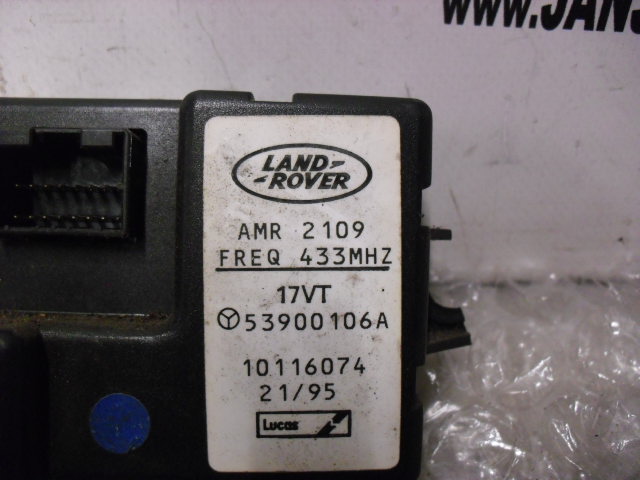 www.JANS
LAND-
-ROVER
AMR 2109
FREQ 433MHZ
17VT
53900106A
10116074
21/95
Lucas